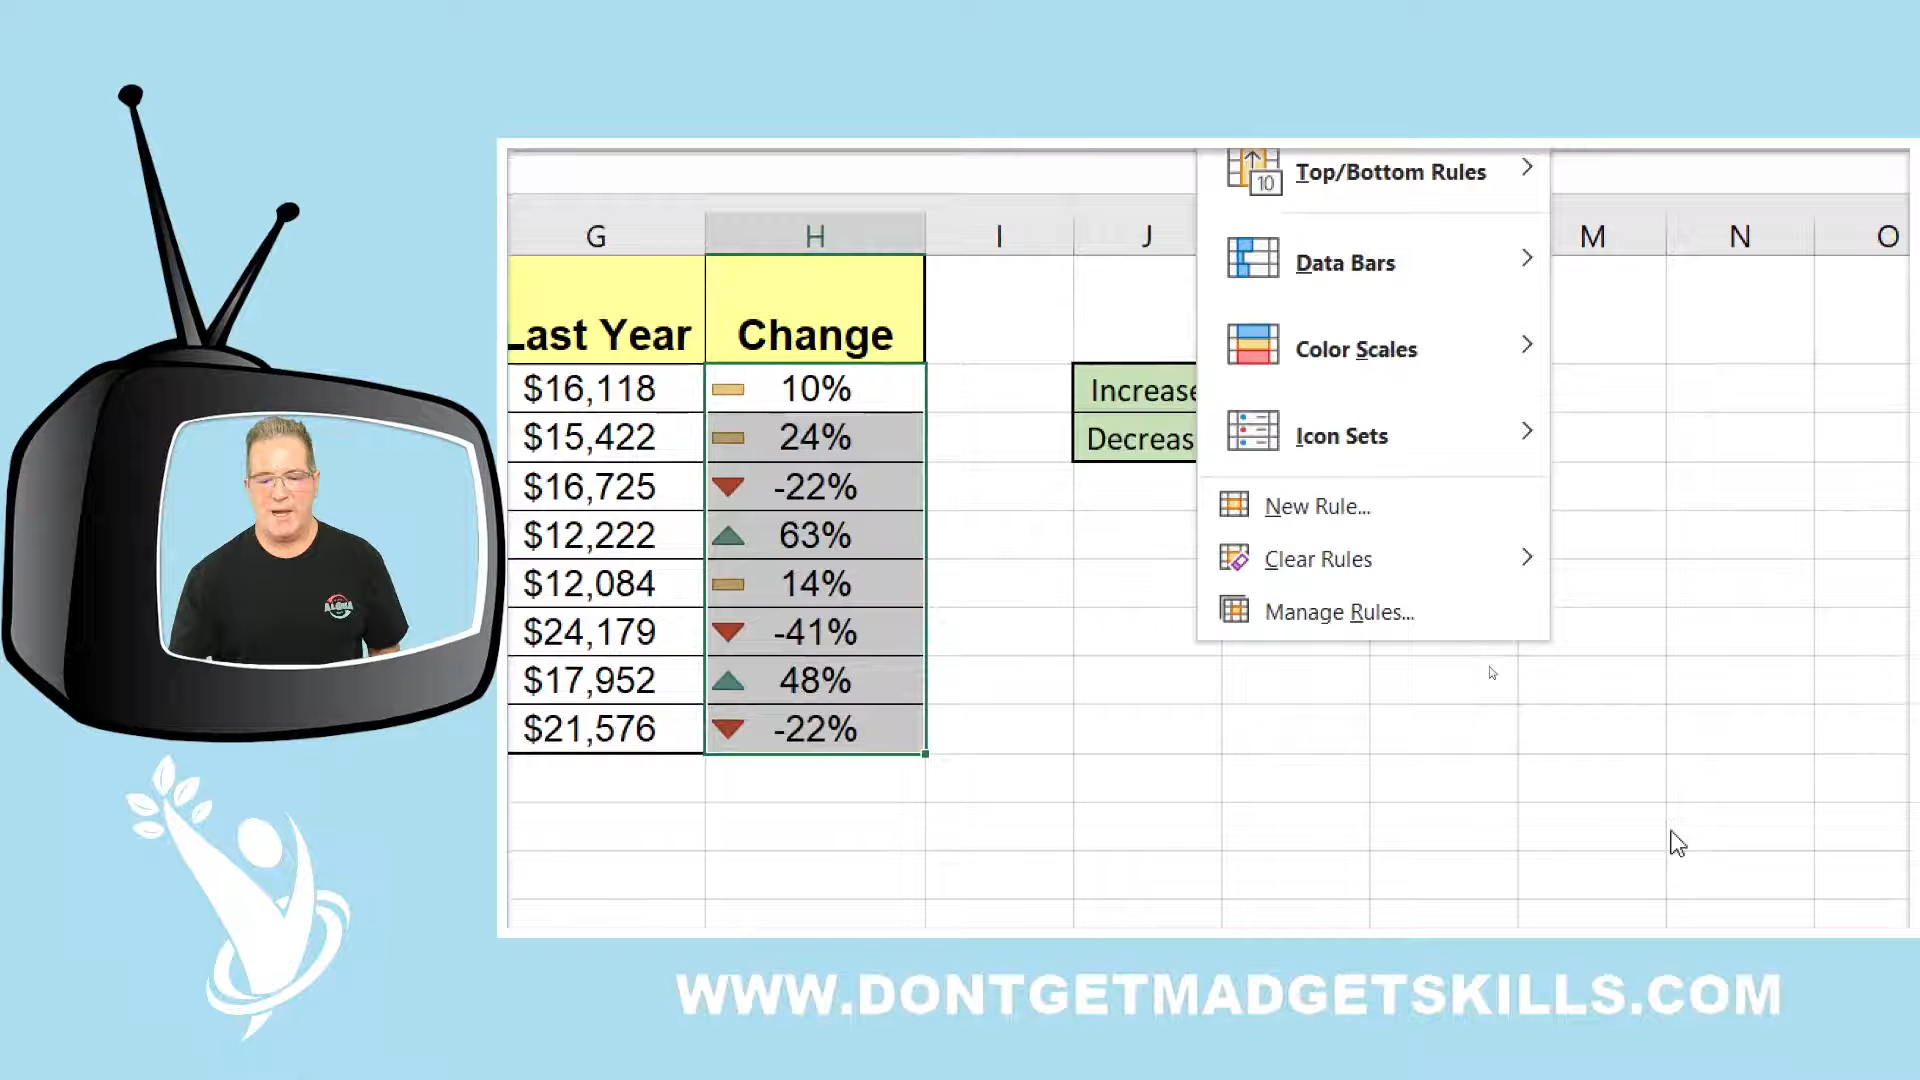 Top/Bottom Rules
10
G H I J M N O
Data Bars
Last Year Change
Color Scales
$16,118 10% Increase
$15,422 24% Decreas
Icon Sets
$16,725 -22%
New Rule...
$12,222 63%
Clear Rules
$12,084 14%
Manage Rules...
$24,179 -41%
$17,952 48%
$21,576 -22%
ALOHA
WWW.DONTGETMADGETSKILLS.COM